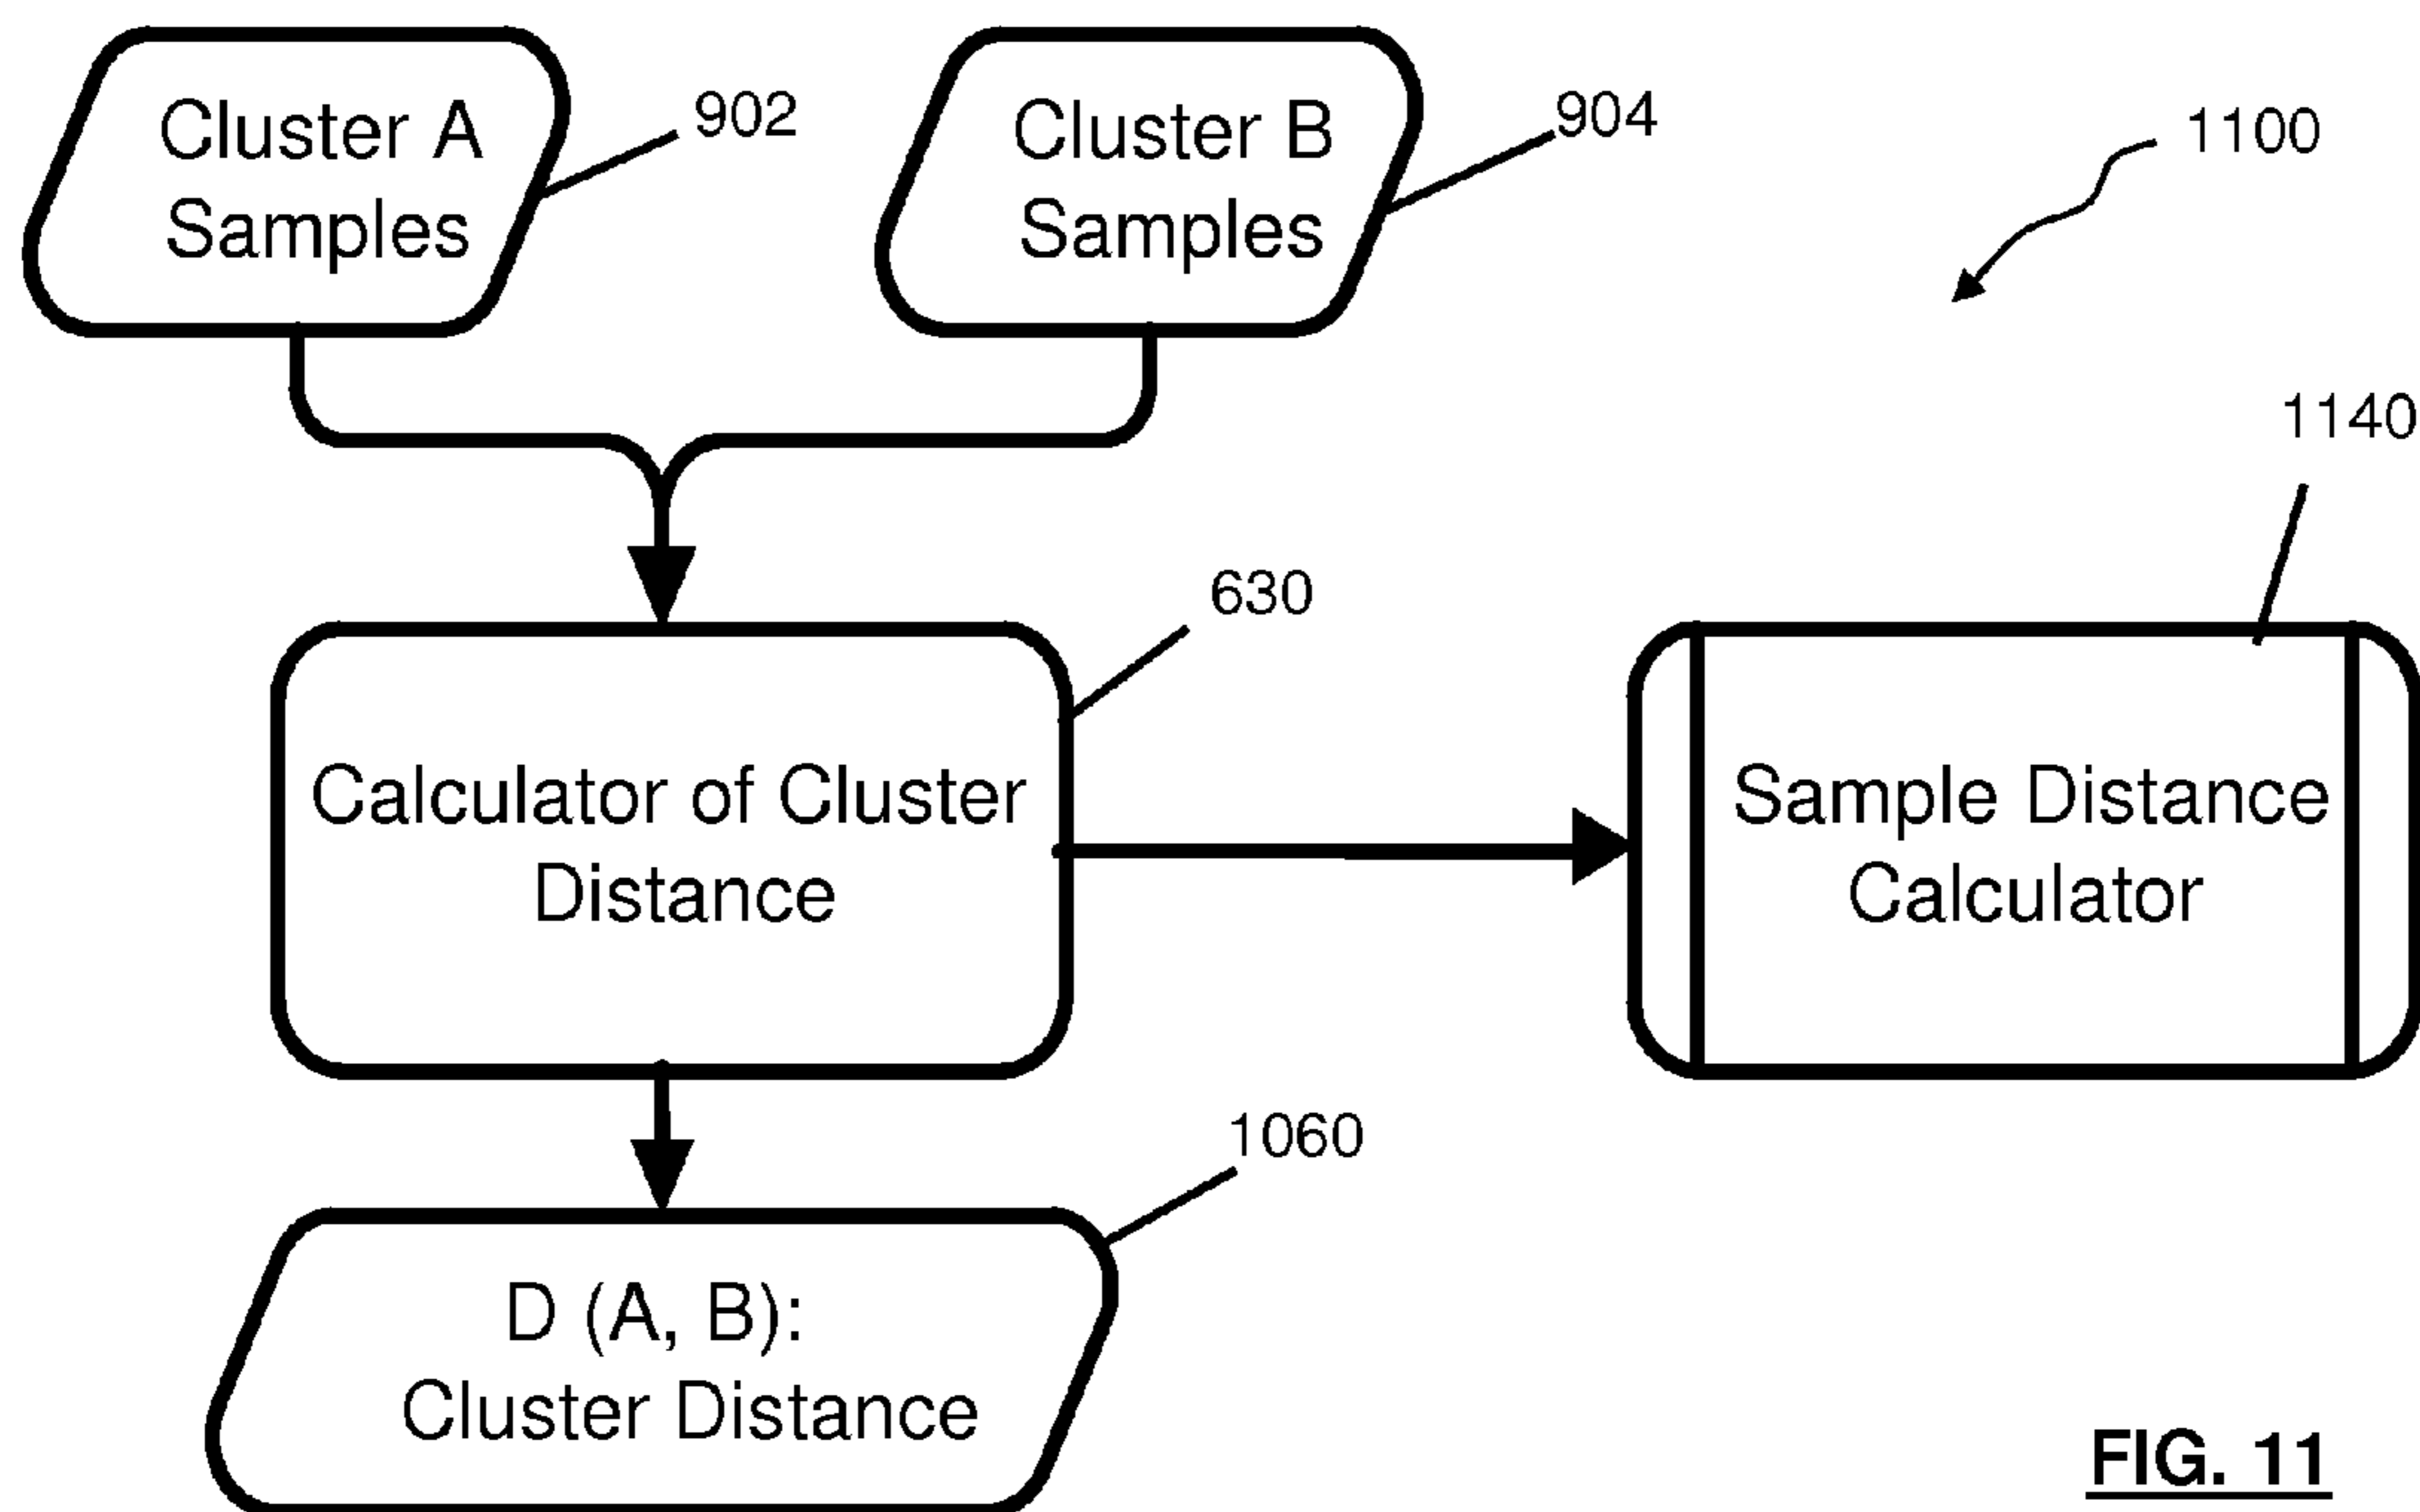 Cluster A
Samples
902
Cluster B
Samples
904
1100
1140
630
Calculator of Cluster
Distance
Sample Distance
Calculator
1060
D (A, B):
Cluster Distance
FIG. 11